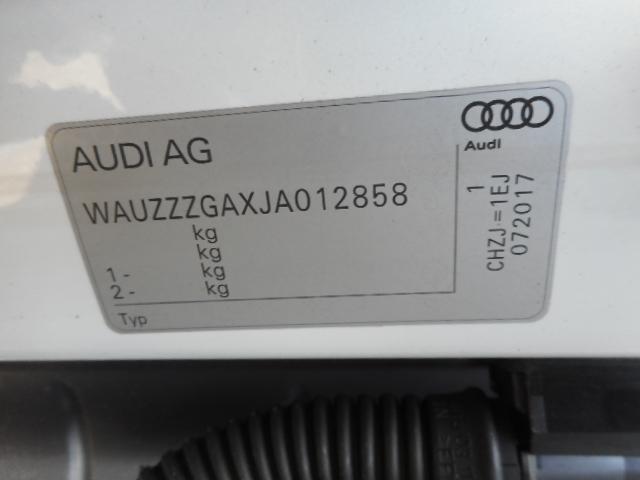 AUDI AG
Audi
WAUZZZGAXJA012858
kg
kg
1 - kg
2 - kg
Typ
1
CHZJ = 1EJ
072017